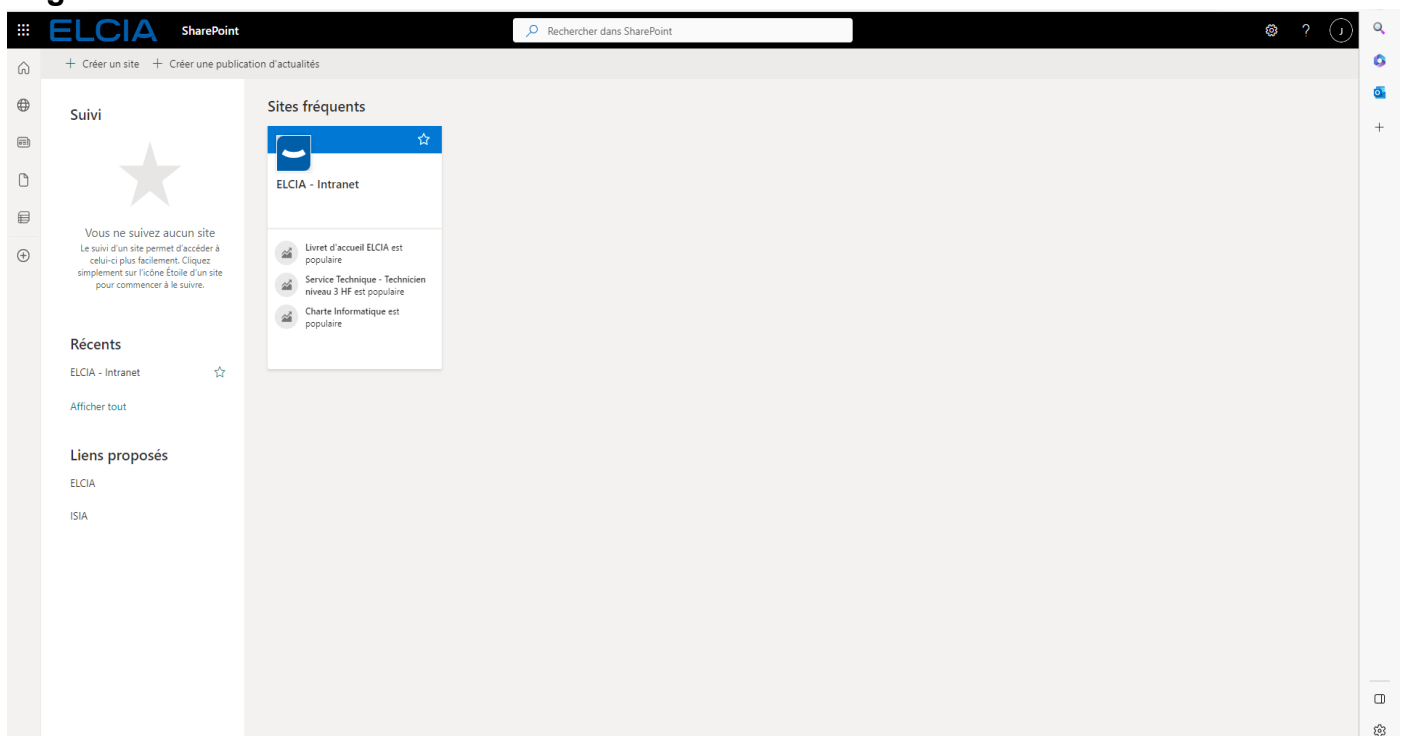 ELCIA SharePoint
Rechercher dans SharePoint
?
J
+ Créer un site + Créer une publication d'actualités
Suivi
Vous ne suivez aucun site
Le suivi d'un site permet d'accéder à
celui-ci plus facilement. Cliquez
simplement sur l'icône Étoile d'un site
pour commencer à le suivre.
Récents
ELCIA - Intranet
Afficher tout
Liens proposés
ELCIA
ISIA
Sites fréquents
ELCIA - Intranet
Livret d'accueil ELCIA est
populaire
Service Technique - Technicien
niveau 3 HF est populaire
Charte Informatique est
populaire